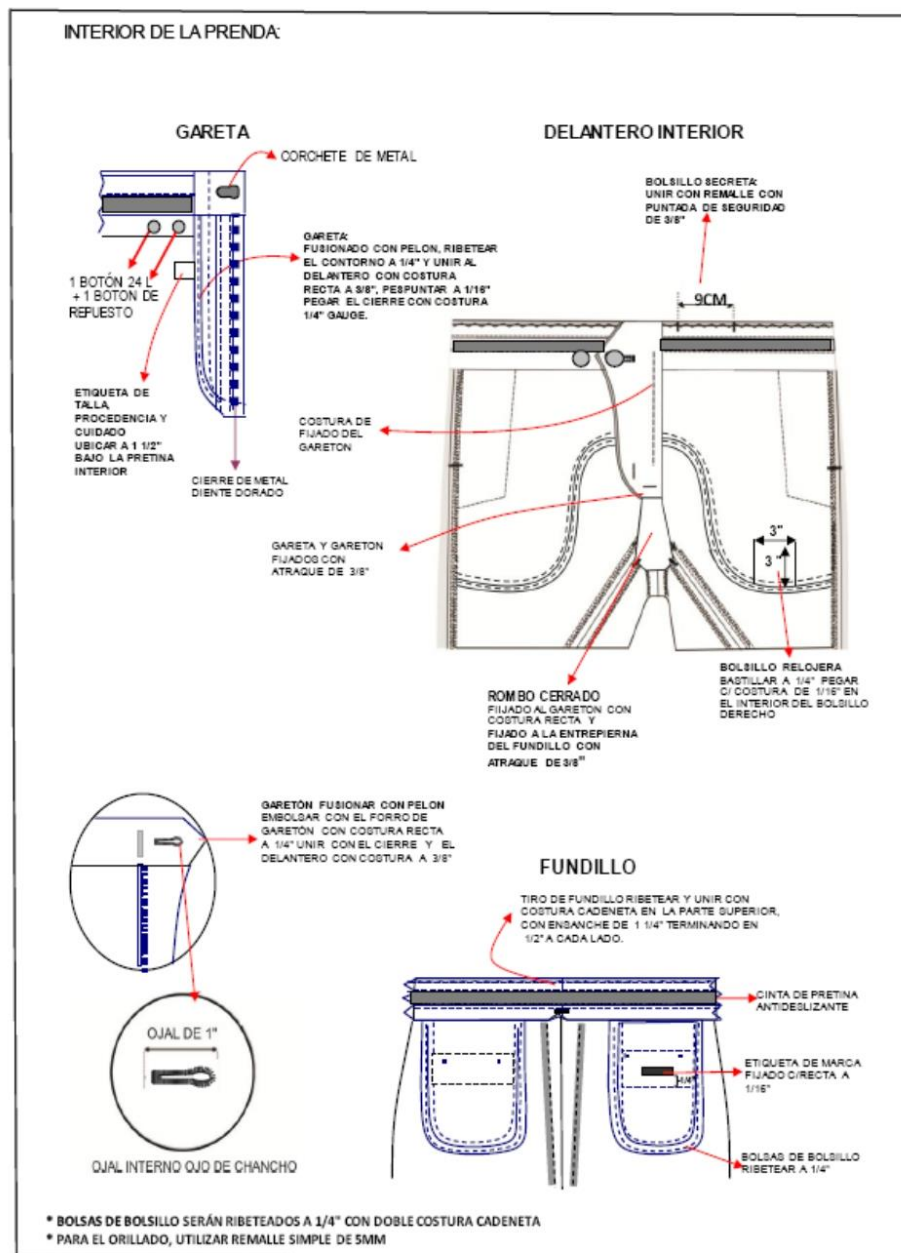 INTERIOR DE LA PRENDA:
GARETA
CORCHETE DE METAL
1 BOTÓN 24 L
+ 1 BOTON DE
REPUESTO
GARETA:
FUSIONADO CON PELON, RIBETEAR
EL CONTORNO A 1/4" Y UNIR AL
DELANTERO CON COSTURA
RECTA A 3/8", PESPUNTAR A 1/16"
PEGAR EL CIERRE CON COSTURA
1/4" GAUGE.
ETIQUETA DE
TALLA,
PROCEDENCIA Y
CUIDADO
UBICAR A 1 1/2"
BAJO LA PRETINA
INTERIOR
CIERRE DE METAL
DIENTE DORADO
DELANTERO INTERIOR
BOLSILLO SECRETA:
UNIR CON REMALLE CON
PUNTADA DE SEGURIDAD
DE 3/8"
9CM
COSTURA DE
FIJADO DEL
GARETON
GARETA Y GARETON
FIJADOS CON
ATRAQUE DE 3/8"
3"
3"
ROMBO CERRADO
FIIJADO AL GARETON CON
COSTURA RECTA Y
FIJADO A LA ENTREPIERNA
DEL FUNDILLO CON
ATRAQUE DE 3/8"
BOLSILLO RELOJERA
BASTILLAR A 1/4" PEGAR
C/ COSTURA DE 1/16" EN
EL INTERIOR DEL BOLSILLO
DERECHO
GARETÓN FUSIONAR CON PELON
EMBOLSAR CON EL FORRO DE
GARETÓN CON COSTURA RECTA
A 1/4" UNIR CON EL CIERRE Y EL
DELANTERO CON COSTURA A 3/8"
OJAL DE 1"
OJAL INTERNO OJO DE CHANCHO
FUNDILLO
TIRO DE FUNDILLO RIBETEAR Y UNIR CON
COSTURA CADENETA EN LA PARTE SUPERIOR,
CON ENSANCHE DE 1 1/4" TERMINANDO EN
1/2" A CADA LADO.
CINTA DE PRETINA
ANTIDESLIZANTE
ETIQUETA DE MARCA
FIJADO C/RECTA A
1/16"
BOLSAS DE BOLSILLO
RIBETEAR A 1/4"
* BOLSAS DE BOLSILLO SERÁN RIBETEADOS A 1/4" CON DOBLE COSTURA CADENETA
* PARA EL ORILLADO, UTILIZAR REMALLE SIMPLE DE 5MM